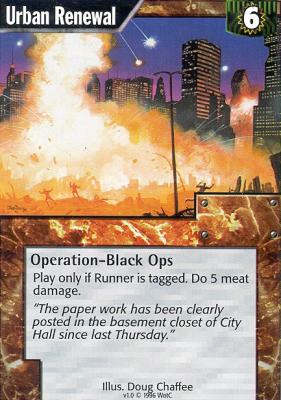 Urban Renewal
6
Operation-Black Ops
Play only if Runner is tagged. Do 5 meat
damage.
"The paper work has been clearly
posted in the basement closet of City
Hall since last Thursday."
Illus. Doug Chaffee
v1.0 © 1996 WotC